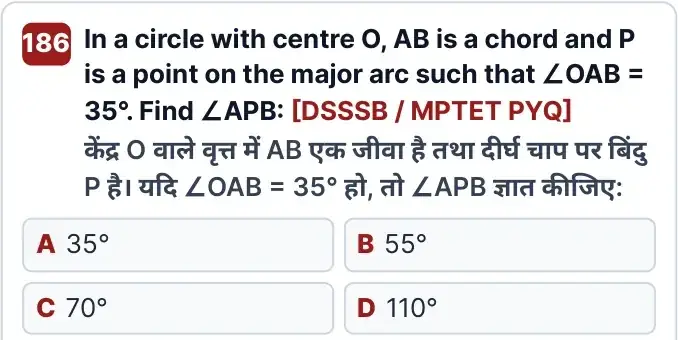 186 In a circle with centre O, AB is a chord and P
is a point on the major arc such that ∠OAB =
35°. Find ∠APB: [DSSSB / MPTET PYQ]
केंद्र O वाले वृत्त में AB एक जीवा है तथा दीर्घ चाप पर बिंदु
P है। यदि ∠OAB = 35° हो, तो ∠APB ज्ञात कीजिए:
A 35°
B 55°
C 70°
D 110°